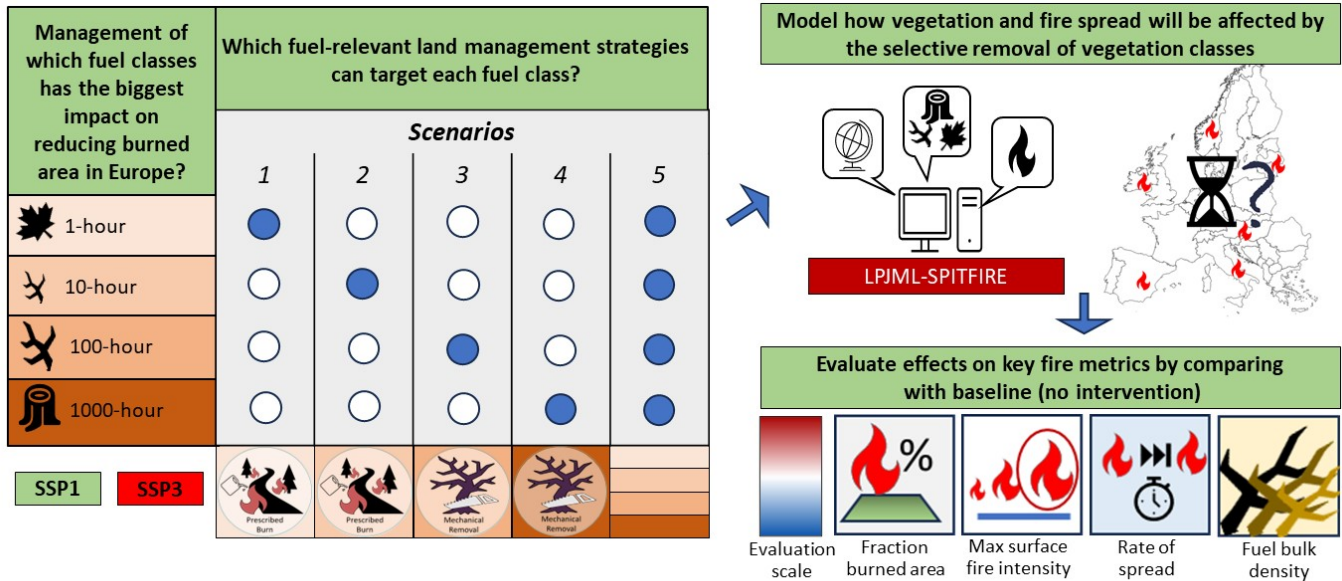 Management of
which fuel classes
has the biggest
impact on
reducing burned
area in Europe?
Which fuel-relevant land management strategies
can target each fuel class?
Scenarios
1 2 3 4 5
1-hour
10-hour
100-hour
1000-hour
Prescribed
Burn
Prescribed
Burn
Mechanical
Removal
Mechanical
Removal
SSP1
SSP3
Model how vegetation and fire spread will be affected by
the selective removal of vegetation classes
LPJML-SPITFIRE
?
Evaluate effects on key fire metrics by comparing
with baseline (no intervention)
%
Evaluation
scale
Fraction
burned area
Max surface
fire intensity
Rate of
spread
Fuel bulk
density